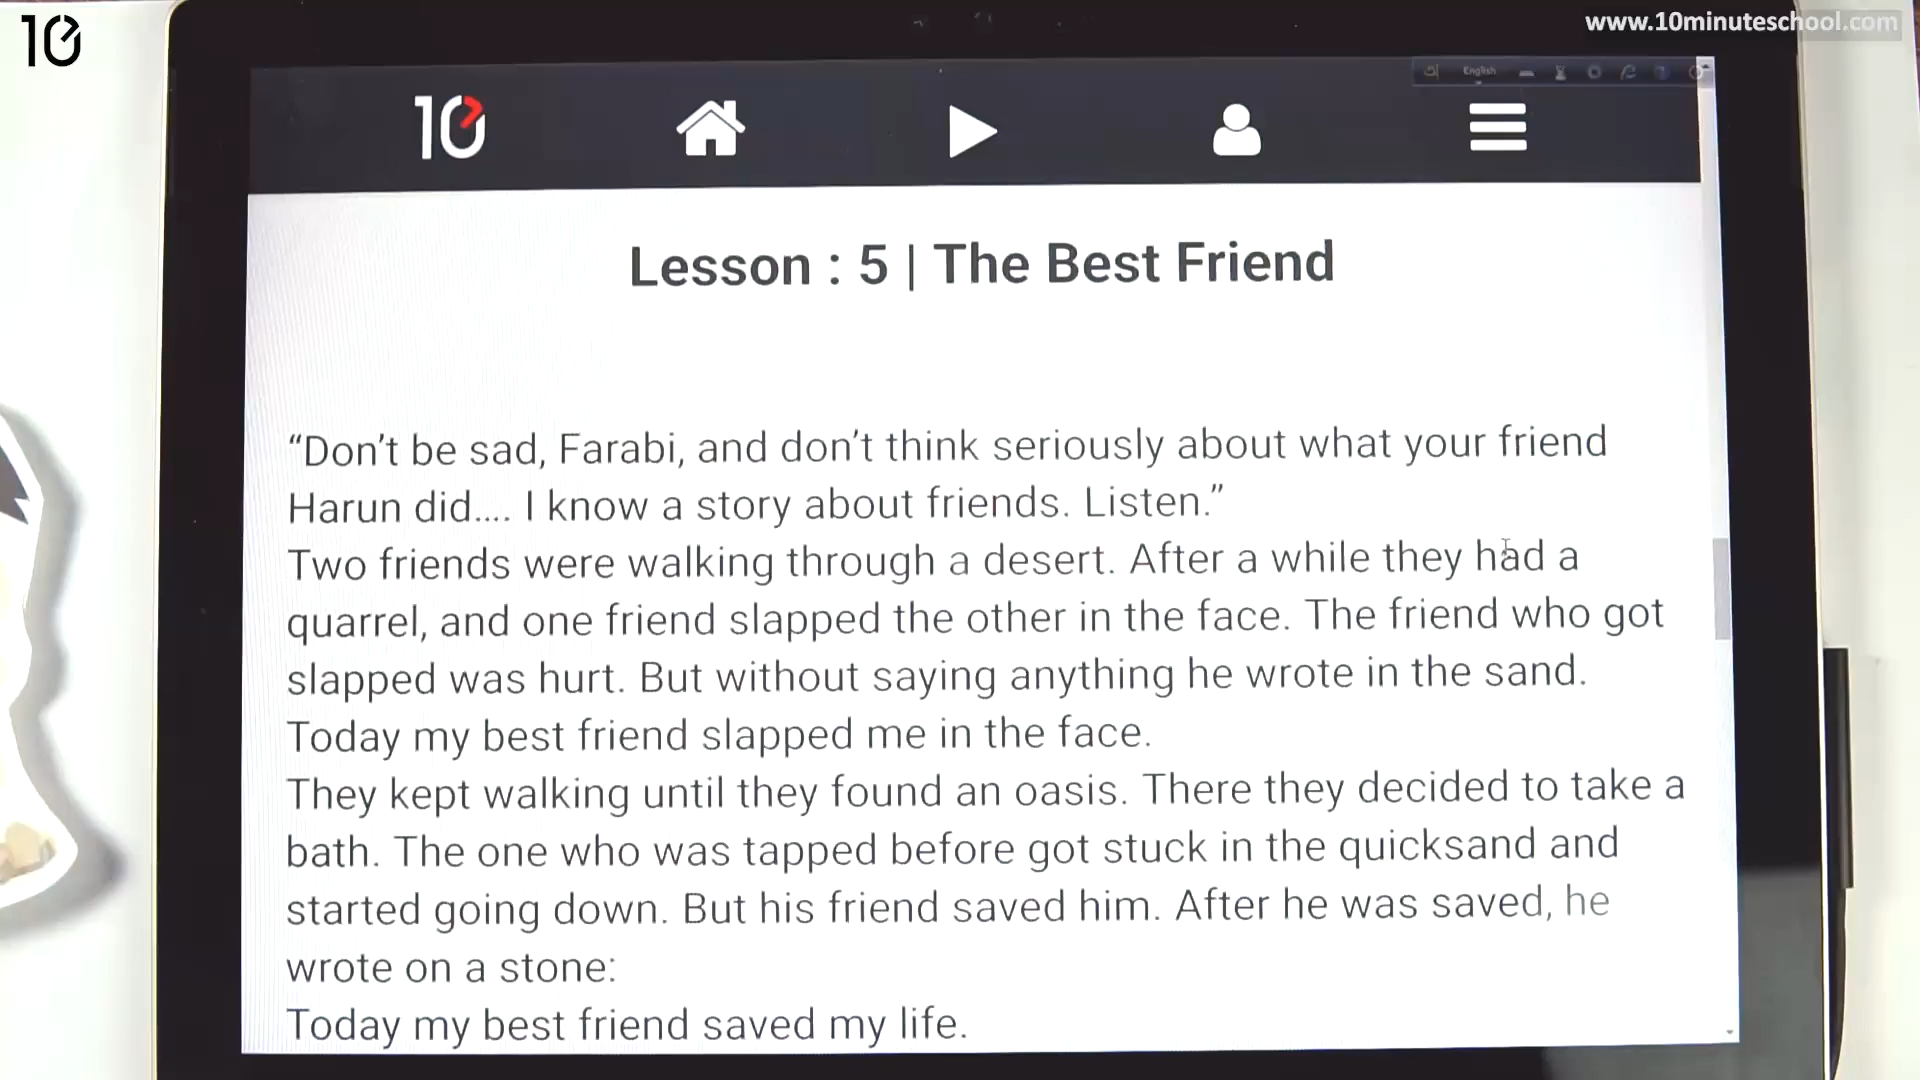 10
www.10minuteschool.com
English
10
Lesson : 5 | The Best Friend
“Don’t be sad, Farabi, and don’t think seriously about what your friend
Harun did.... I know a story about friends. Listen.”
Two friends were walking through a desert. After a while they had a
quarrel, and one friend slapped the other in the face. The friend who got
slapped was hurt. But without saying anything he wrote in the sand.
Today my best friend slapped me in the face.
They kept walking until they found an oasis. There they decided to take a
bath. The one who was tapped before got stuck in the quicksand and
started going down. But his friend saved him. After he was saved, he
wrote on a stone:
Today my best friend saved my life.